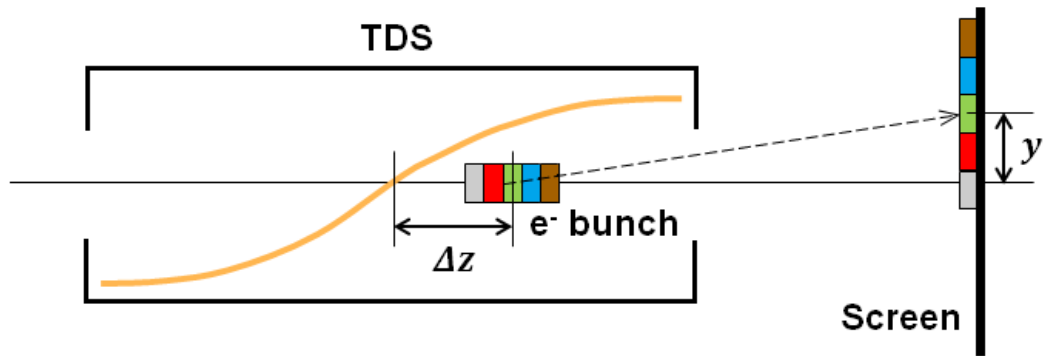 TDS
y
e- bunch
Δz
Screen